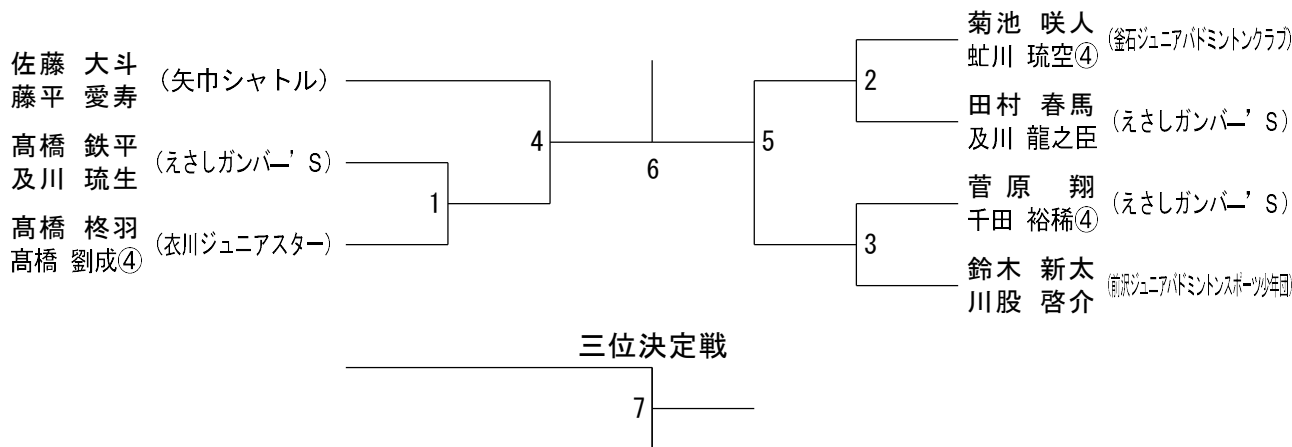 佐藤 大斗
藤平 愛寿
(矢巾シャトル)
髙橋 鉄平
及川 琉生
(えさしガンバー’S)
髙橋 柊羽
髙橋 劉成④
(衣川ジュニアスター)
1
4
6
菊池 咲人
虻川 琉空④
(釜石ジュニアバドミントンクラブ)
2
田村 春馬
及川 龍之臣
(えさしガンバー’S)
5
菅原 翔
千田 裕稀④
(えさしガンバー’S)
3
鈴木 新太
川股 啓介
(前沢ジュニアバドミントンスポーツ少年団)
三位決定戦
7